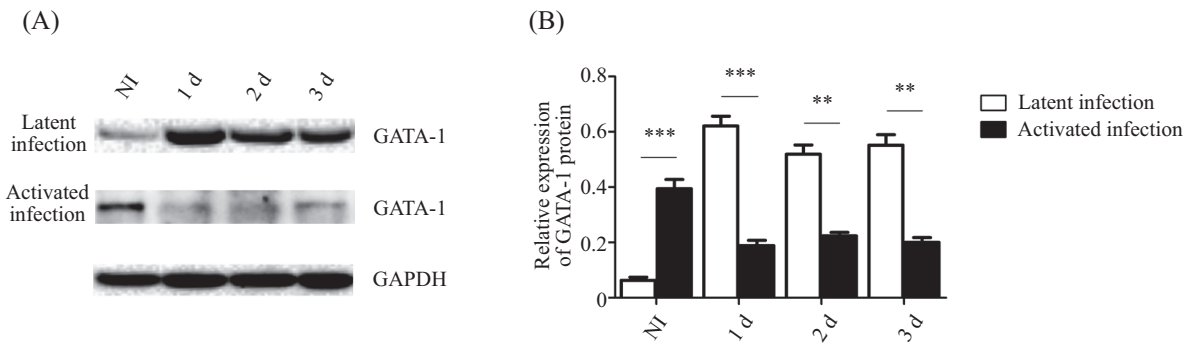 (A)
NI 1 d 2 d 3 d
Latent
infection
GATA-1
Activated
infection
GATA-1
GAPDH
(B)
Relative expression
of GATA-1 protein
0.8
0.6
0.4
0.2
0
***
***
**
**
NI 1 d 2 d 3 d
Latent infection
Activated infection